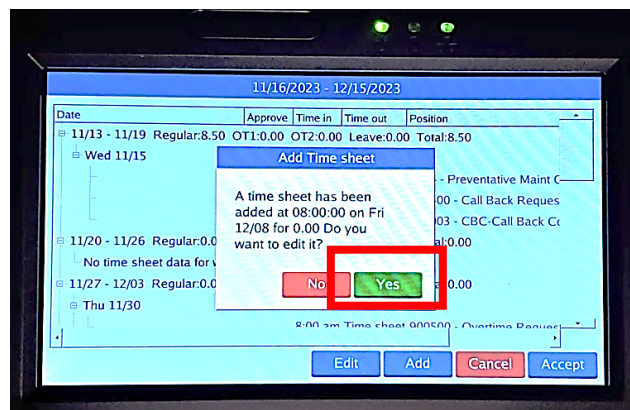 11/16/2023 - 12/15/2023
Date Approve Time in Time out Position
11/13 - 11/19 Regular:8.50 OT1:0.00 OT2:0.00 Leave:0.00 Total:8.50
Wed 11/15
Add Time sheet
- Preventative Maint C
00 - Call Back Reques
03 - CBC-Call Back Co
A time sheet has been
added at 08:00:00 on Fri
12/08 for 0.00 Do you
want to edit it?
No Yes
11/20 - 11/26 Regular:0.0 al:0.00
No time sheet data for
11/27 - 12/03 Regular:0.0 0.00
Thu 11/30
8:00 am Time sheet 900500 - Overtime Reques
Edit Add Cancel Accept